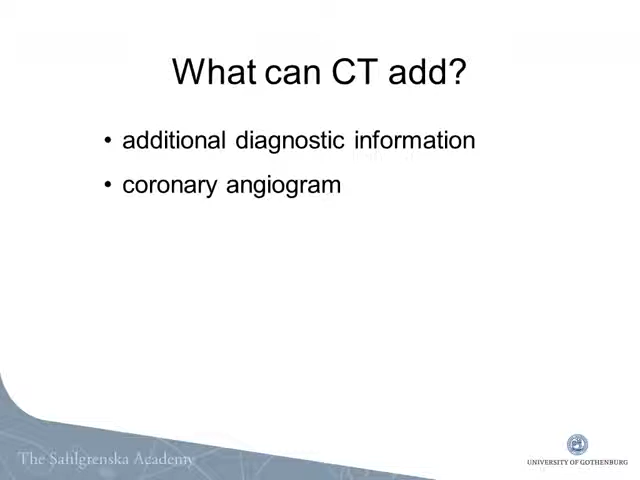 What can CT add?
• additional diagnostic information
• coronary angiogram
The Sahlgrenska Academy
UNIVERSITY OF GOTHENBURG